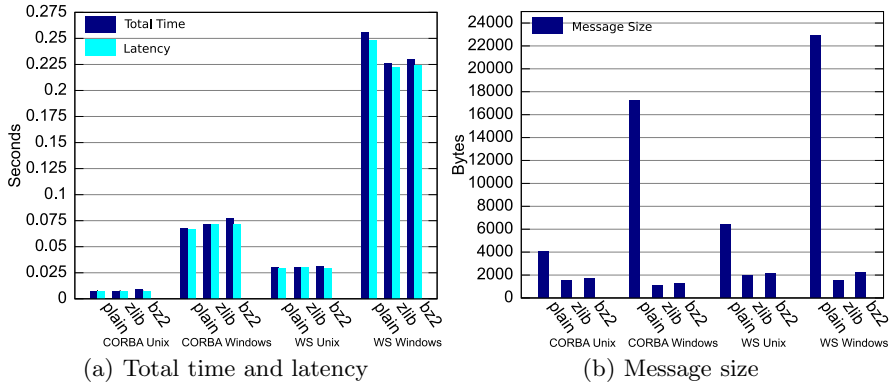 0.275
0.25
0.225
0.2
0.175
0.15
0.125
0.1
0.075
0.05
0.025
0
Seconds
Total Time
Latency
plain
zlib
bz2
plain
zlib
bz2
plain
zlib
bz2
plain
zlib
bz2
CORBA Unix
CORBA Windows
WS Unix
WS Windows
(a) Total time and latency
24000
22000
20000
18000
16000
14000
12000
10000
8000
6000
4000
2000
0
Bytes
Message Size
plain
zlib
bz2
plain
zlib
bz2
plain
zlib
bz2
plain
zlib
bz2
CORBA Unix
CORBA Windows
WS Unix
WS Windows
(b) Message size